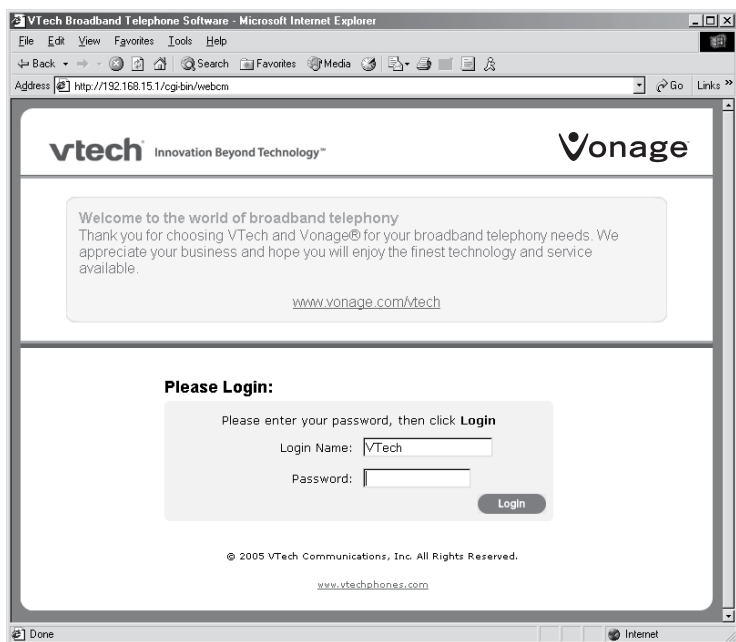 VTech Broadband Telephone Software - Microsoft Internet Explorer
File Edit View Favorites Tools Help
Back Search Favorites Media
Address http://192.168.15.1/cgi-bin/webcm Go Links »
vtech Innovation Beyond Technology™ Vonage
Welcome to the world of broadband telephony
Thank you for choosing VTech and Vonage® for your broadband telephony needs. We
appreciate your business and hope you will enjoy the finest technology and service
available.
www.vonage.com/vtech
Please Login:
Please enter your password, then click Login
Login Name: VTech
Password:
Login
© 2005 VTech Communications, Inc. All Rights Reserved.
www.vtechphones.com
Done Internet